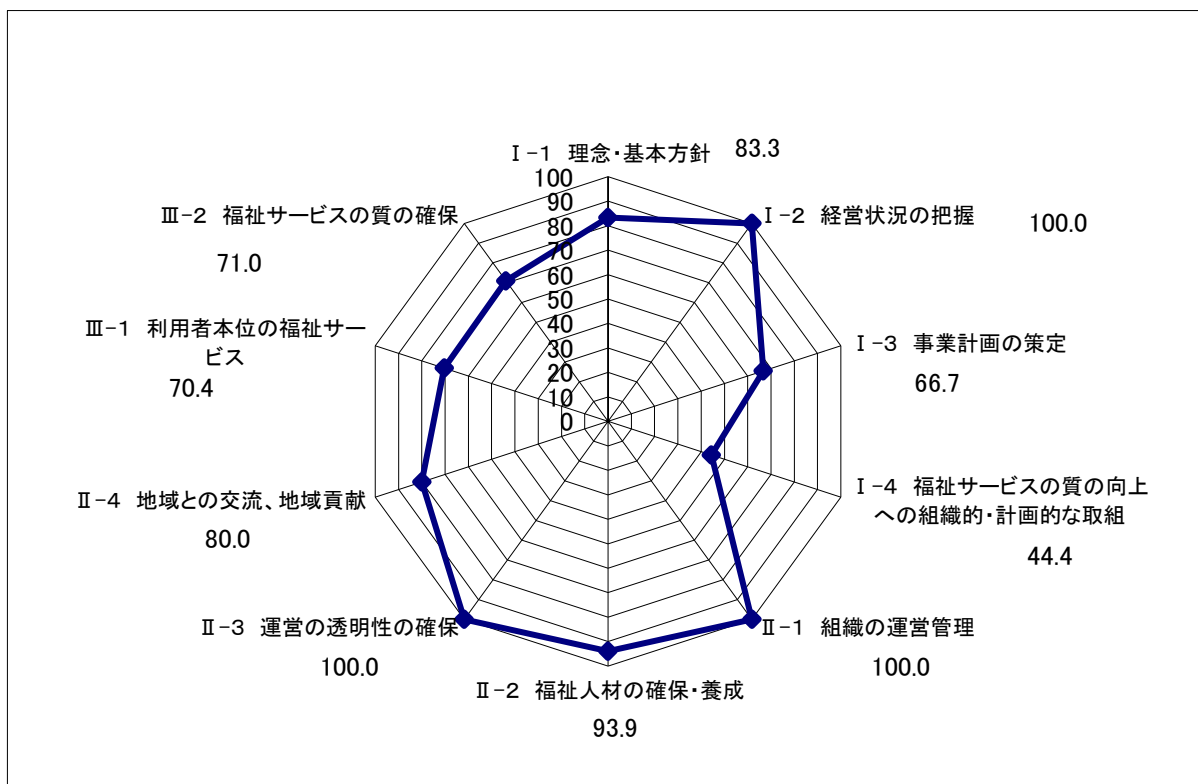 Ⅰ-1 理念・基本方針
83.3
Ⅰ-2 経営状況の把握
100.0
Ⅰ-3 事業計画の策定
66.7
Ⅰ-4 福祉サービスの質の向上
への組織的・計画的な取組
44.4
Ⅱ-1 組織の運営管理
100.0
Ⅱ-2 福祉人材の確保・養成
93.9
Ⅱ-3 運営の透明性の確保
100.0
Ⅱ-4 地域との交流、地域貢献
80.0
Ⅲ-1 利用者本位の福祉サー
ビス
70.4
Ⅲ-2 福祉サービスの質の確保
71.0
100
90
80
70
60
50
40
30
20
10
0